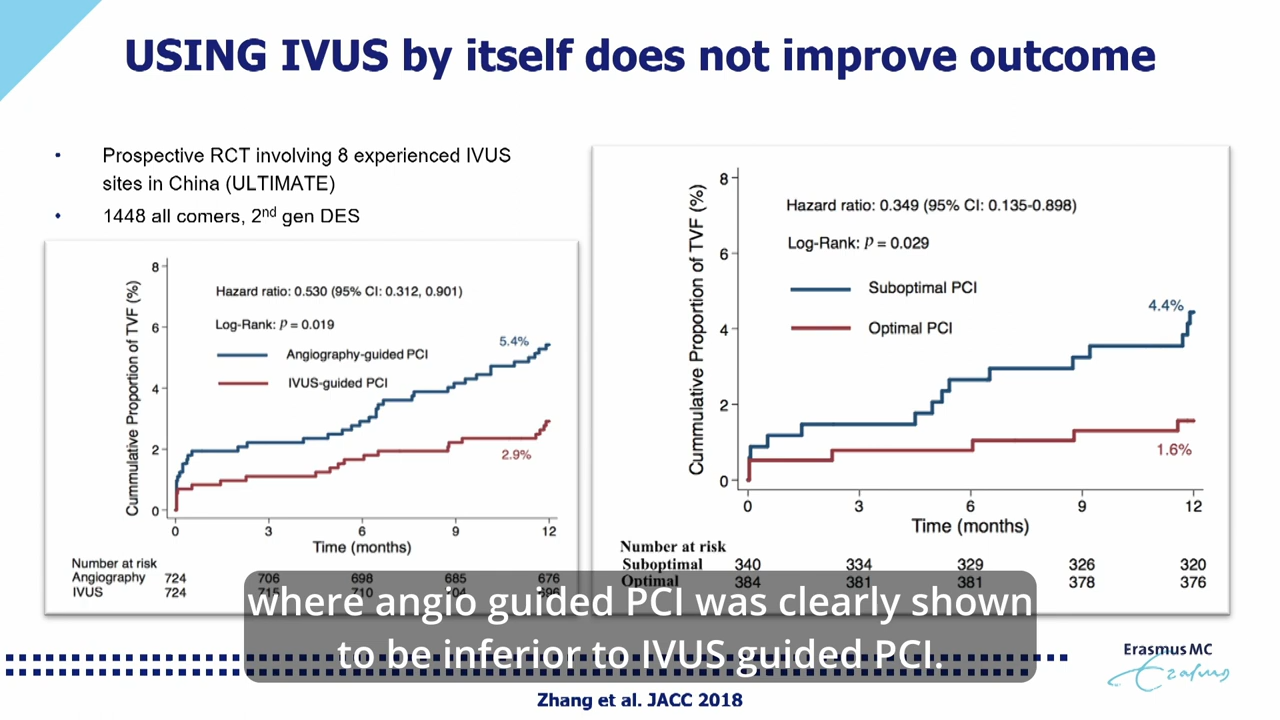 USING IVUS by itself does not improve outcome
• Prospective RCT involving 8 experienced IVUS
sites in China (ULTIMATE)
• 1448 all comers, 2nd gen DES
Cummulative Proportion of TVF (%)
8
6
4
2
0
Hazard ratio: 0.530 (95% CI: 0.312, 0.901)
Log-Rank: P = 0.019
Angiography-guided PCI
IVUS-guided PCI
5.4%
2.9%
0 3 6 9 12
Time (months)
Number at risk
Angiography 724 706 698 685 676
IVUS 724 715 710 704 696
Cummulative Proportion of TVF (%)
8
6
4
2
0
Hazard ratio: 0.349 (95% CI: 0.135-0.898)
Log-Rank: P = 0.029
Suboptimal PCI
Optimal PCI
4.4%
1.6%
0 3 6 9 12
Time (months)
Number at risk
Suboptimal 340 334 329 326 320
Optimal 384 381 381 378 376
where angio guided PCI was clearly shown
to be inferior to IVUS guided PCI.
Erasmus MC
Erasmus
Zhang et al. JACC 2018